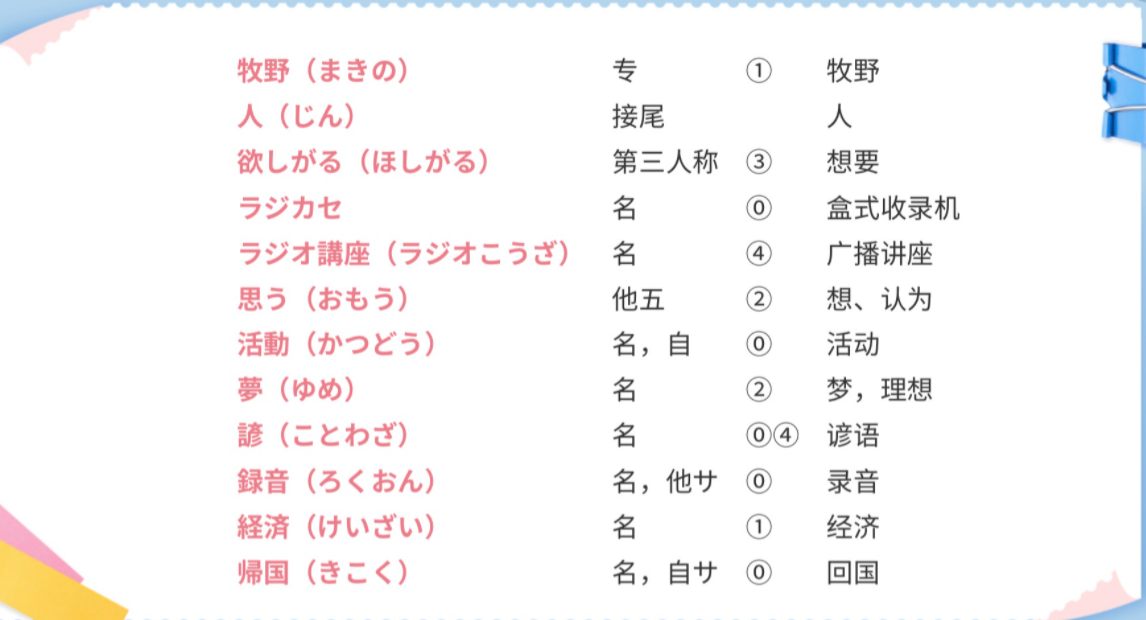 牧野（まきの） 专 ① 牧野
人（じん） 接尾 人
欲しがる（ほしがる） 第三人称 ③ 想要
ラジカセ 名 ⓪ 盒式收录机
ラジオ講座（ラジオこうざ） 名 ④ 广播讲座
思う（おもう） 他五 ② 想、认为
活動（かつどう） 名，自 ⓪ 活动
夢（ゆめ） 名 ② 梦，理想
諺（ことわざ） 名 ⓪④ 谚语
録音（ろくおん） 名，他サ ⓪ 录音
経済（けいざい） 名 ① 经济
帰国（きこく） 名，自サ ⓪ 回国